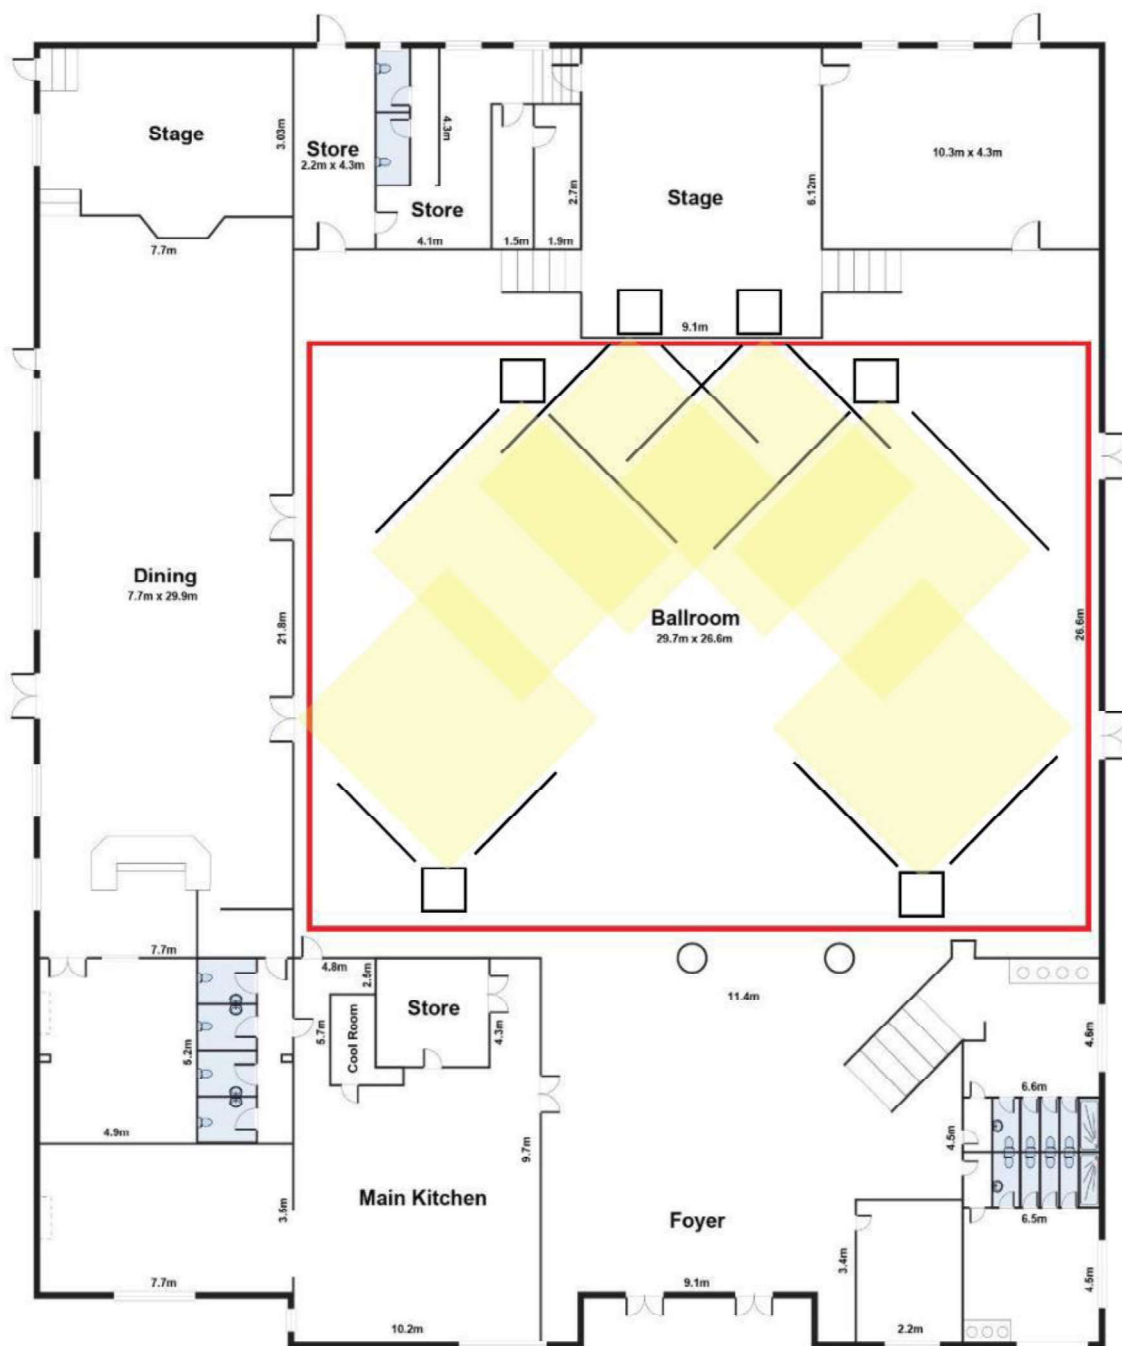 Stage
3.03m
7.7m
Store
2.2m x 4.3m
4.3m
Store
4.1m
1.5m
2.7m
1.9m
Stage
6.12m
9.1m
10.3m x 4.3m
Dining
7.7m x 29.9m
21.8m
Ballroom
29.7m x 26.6m
26.6m
7.7m
4.8m
2.5m
Store
4.3m
5.7m
Cool Room
11.4m
4.6m
6.6m
5.2m
4.9m
4.5m
9.7m
Main Kitchen
Foyer
6.5m
3.5m
3.4m
4.5m
7.7m
9.1m
10.2m
2.2m